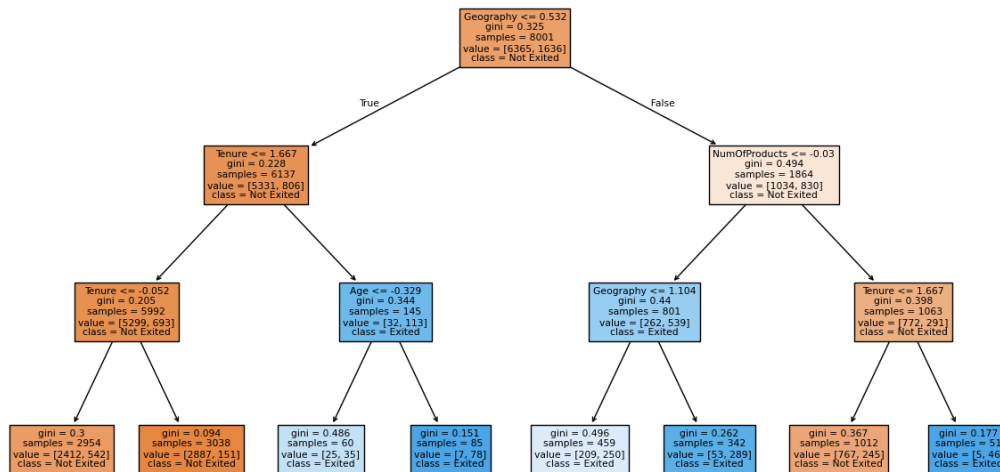 Geography <= 0.532
gini = 0.325
samples = 8001
value = [6365, 1636]
class = Not Exited
True
False
Tenure <= 1.667
gini = 0.228
samples = 6137
value = [5331, 806]
class = Not Exited
NumOfProducts <= -0.03
gini = 0.494
samples = 1864
value = [1034, 830]
class = Not Exited
Tenure <= -0.052
gini = 0.205
samples = 5992
value = [5299, 693]
class = Not Exited
Age <= -0.329
gini = 0.344
samples = 145
value = [32, 113]
class = Exited
Geography <= 1.104
gini = 0.44
samples = 801
value = [262, 539]
class = Exited
Tenure <= 1.667
gini = 0.398
samples = 1063
value = [772, 291]
class = Not Exited
gini = 0.3
samples = 2954
value = [2412, 542]
class = Not Exited
gini = 0.094
samples = 3038
value = [2887, 151]
class = Not Exited
gini = 0.486
samples = 60
value = [25, 35]
class = Exited
gini = 0.151
samples = 85
value = [7, 78]
class = Exited
gini = 0.496
samples = 459
value = [209, 250]
class = Exited
gini = 0.262
samples = 342
value = [53, 289]
class = Exited
gini = 0.367
samples = 1012
value = [767, 245]
class = Not Exited
gini = 0.177
samples = 51
value = [5, 46
class = Exited